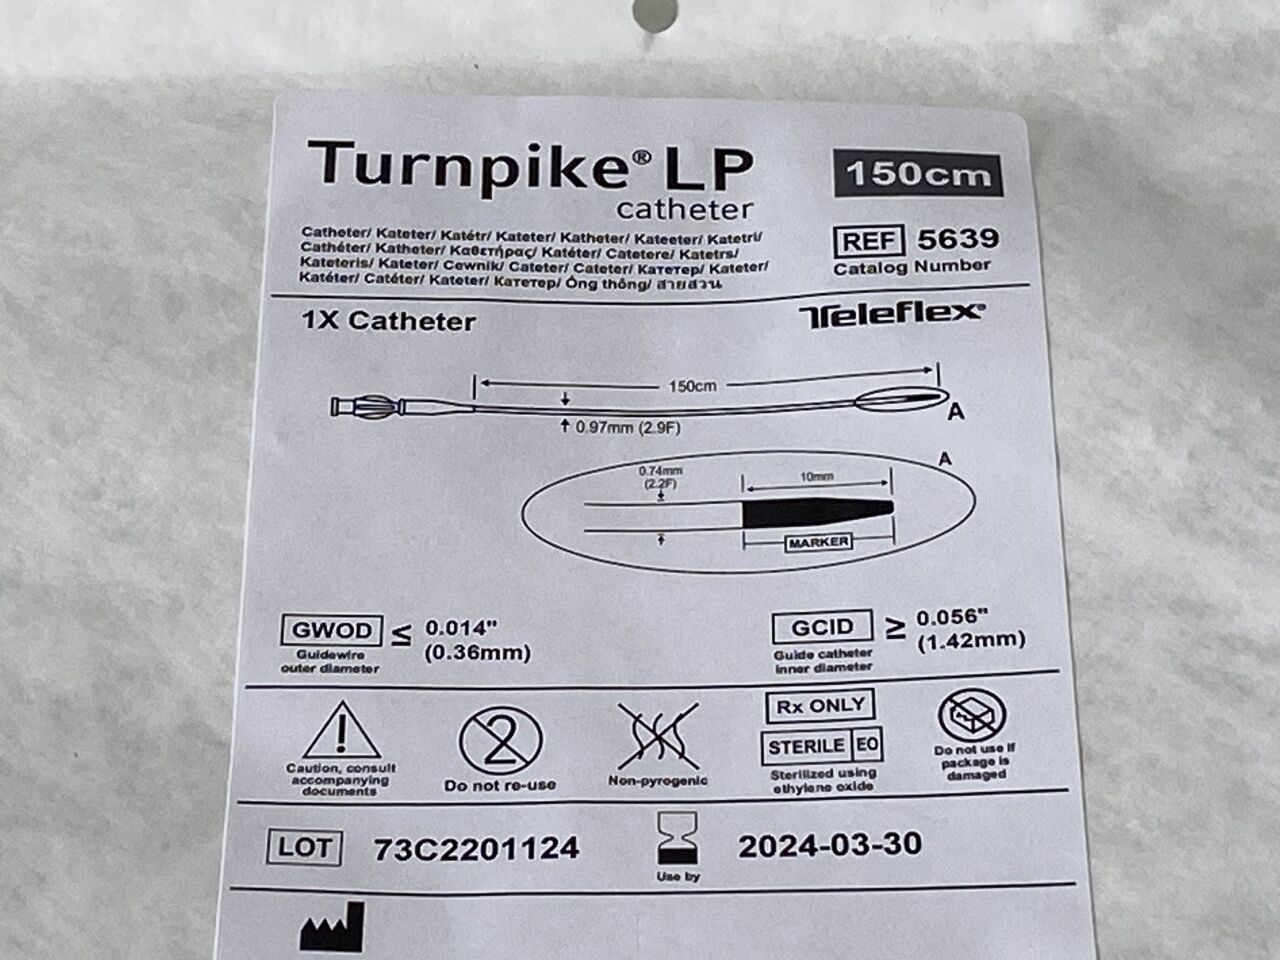 Turnpike® LP
catheter
150cm
REF 5639
Catalog Number
Catheter/ Kateter/ Katétr/ Kateter/ Katheter/ Kateeter/ Katetri/
Cathéter/ Katheter/ Καθετήρας/ Katéter/ Catetere/ Katetrs/
Kateteris/ Kateter/ Cewnik/ Cateter/ Cateter/ Катетер/ Kateter/
Katéter/ Catéter/ Kateter/ Катетер/ Ống thông/ สายสวน
1X Catheter
Teleflex®
150cm
A
0.97mm (2.9F)
A
0.74mm
(2.2F)
10mm
MARKER
GWOD ≤ 0.014"
(0.36mm)
Guidewire
outer diameter
GCID ≥ 0.056"
(1.42mm)
Guide catheter
inner diameter
Caution, consult
accompanying
documents
2
Do not re-use
Non-pyrogenic
Rx ONLY
STERILE EO
Sterilized using
ethylene oxide
Do not use if
package is
damaged
LOT 73C2201124
2024-03-30
Use by